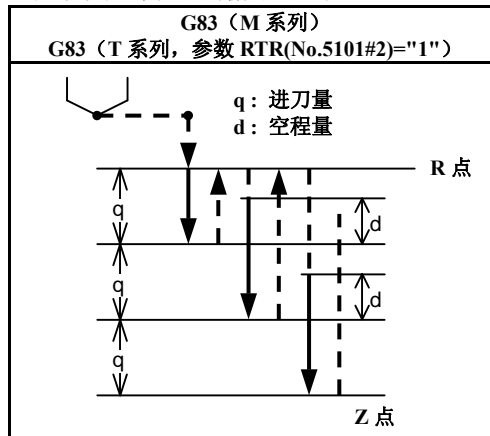 G83（M 系列）
G83（T 系列，参数 RTR(No.5101#2)="1"）
q : 进刀量
d : 空程量
R 点
q
d
q
d
q
Z 点